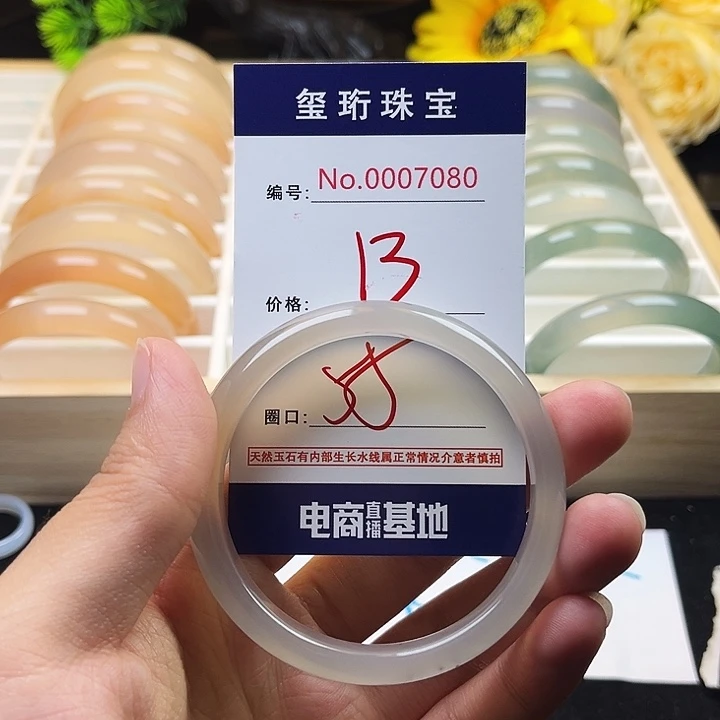 玺珩珠宝
编号: No.0007080
价格: 13
圈口:
天然玉石有内部生长水线属正常情况介意者慎拍
电商直播基地